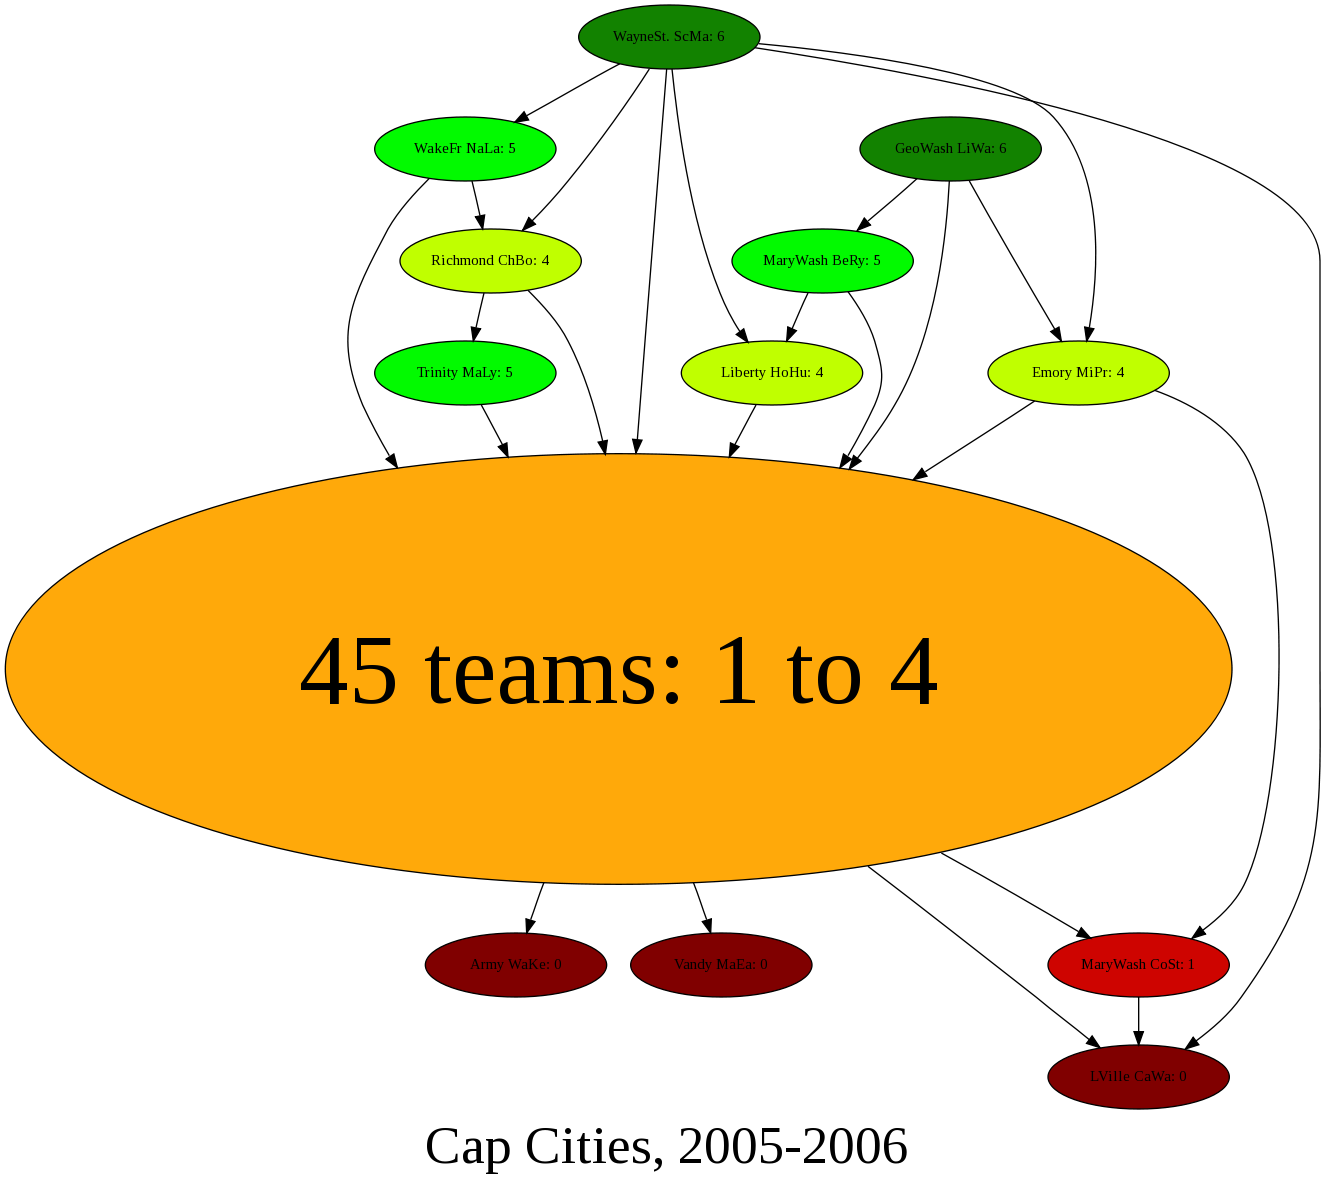 WayneSt. ScMa: 6
WakeFr NaLa: 5
GeoWash LiWa: 6
Richmond ChBo: 4
MaryWash BeRy: 5
Trinity MaLy: 5
Liberty HoHu: 4
Emory MiPr: 4
45 teams: 1 to 4
Army WaKe: 0
Vandy MaEa: 0
MaryWash CoSt: 1
LVille CaWa: 0
Cap Cities, 2005-2006